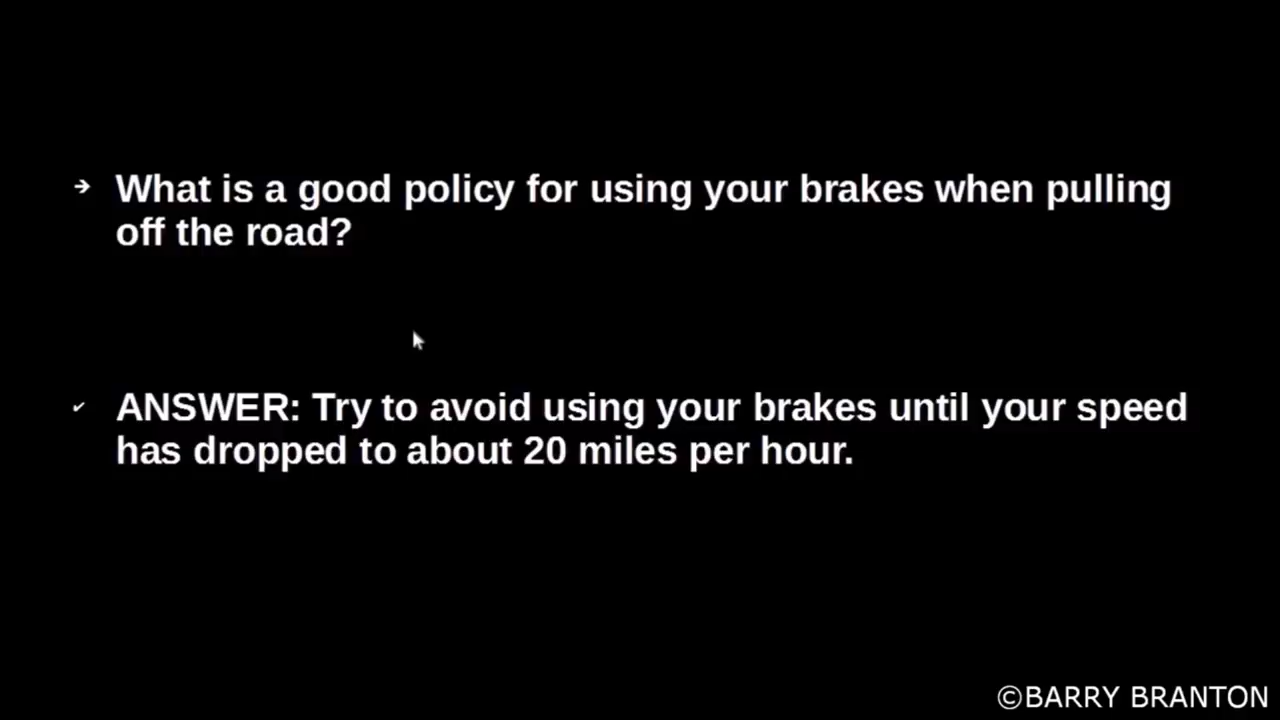 ➔ What is a good policy for using your brakes when pulling
off the road?
✓ ANSWER: Try to avoid using your brakes until your speed
has dropped to about 20 miles per hour.
©BARRY BRANTON